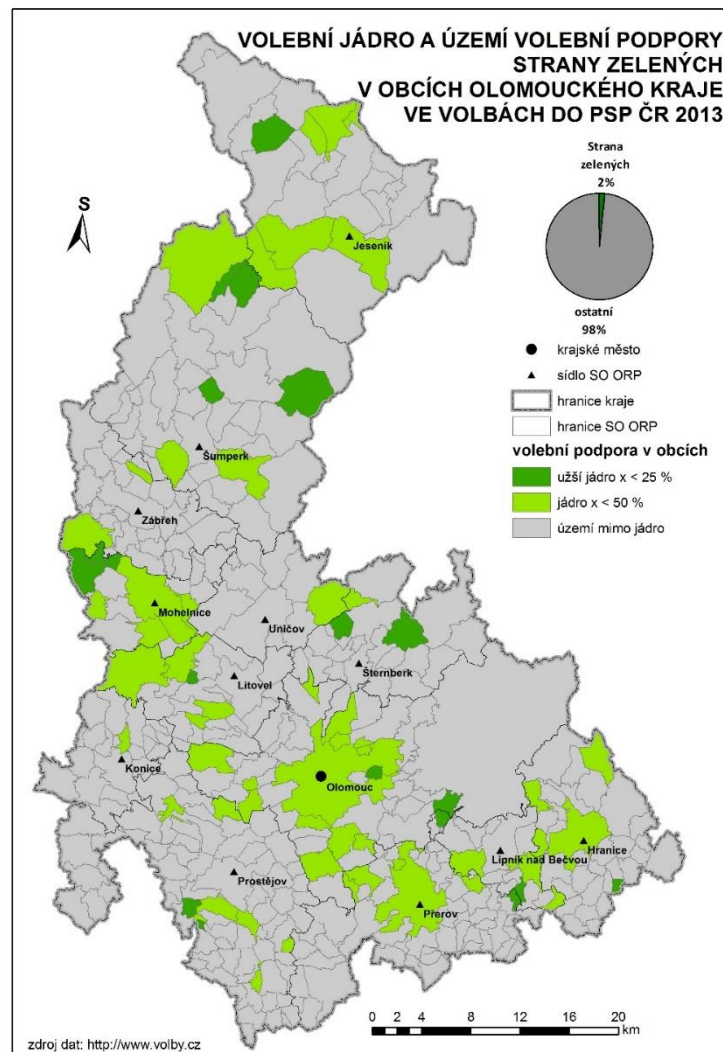 VOLEBNÍ JÁDRO A ÚZEMÍ VOLEBNÍ PODPORY
STRANY ZELENÝCH
V OBCÍCH OLOMOUCKÉHO KRAJE
VE VOLBÁCH DO PSP ČR 2013
Strana
zelených
2%
S
Jeseník
ostatní
98%
krajské město
sídlo SO ORP
hranice kraje
hranice SO ORP
volební podpora v obcích
užší jádro x < 25 %
jádro x < 50 %
území mimo jádro
Šumperk
Zábřeh
Mohelnice
Uničov
Šternberk
Litovel
Konice
Olomouc
Hranice
Lipník nad Bečvou
Prostějov
Přerov
0 2 4 8 12 16 20
km
zdroj dat: http://www.volby.cz